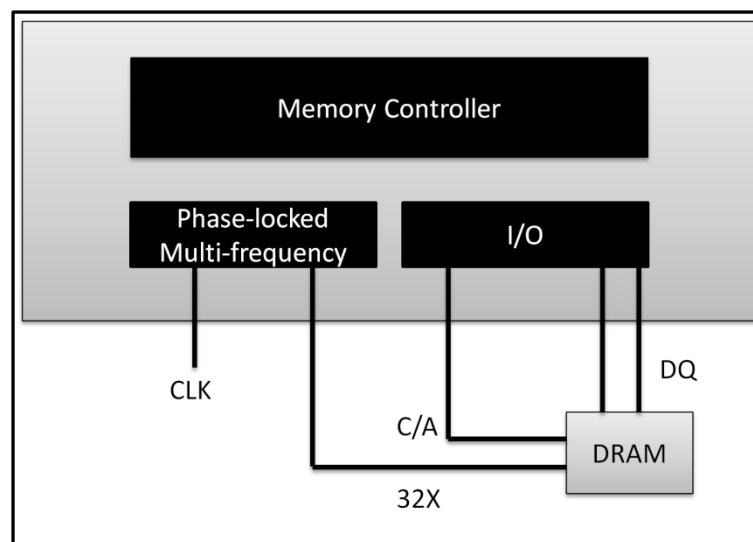 Memory Controller
Phase-locked
Multi-frequency
I/O
CLK
DQ
C/A
DRAM
32X